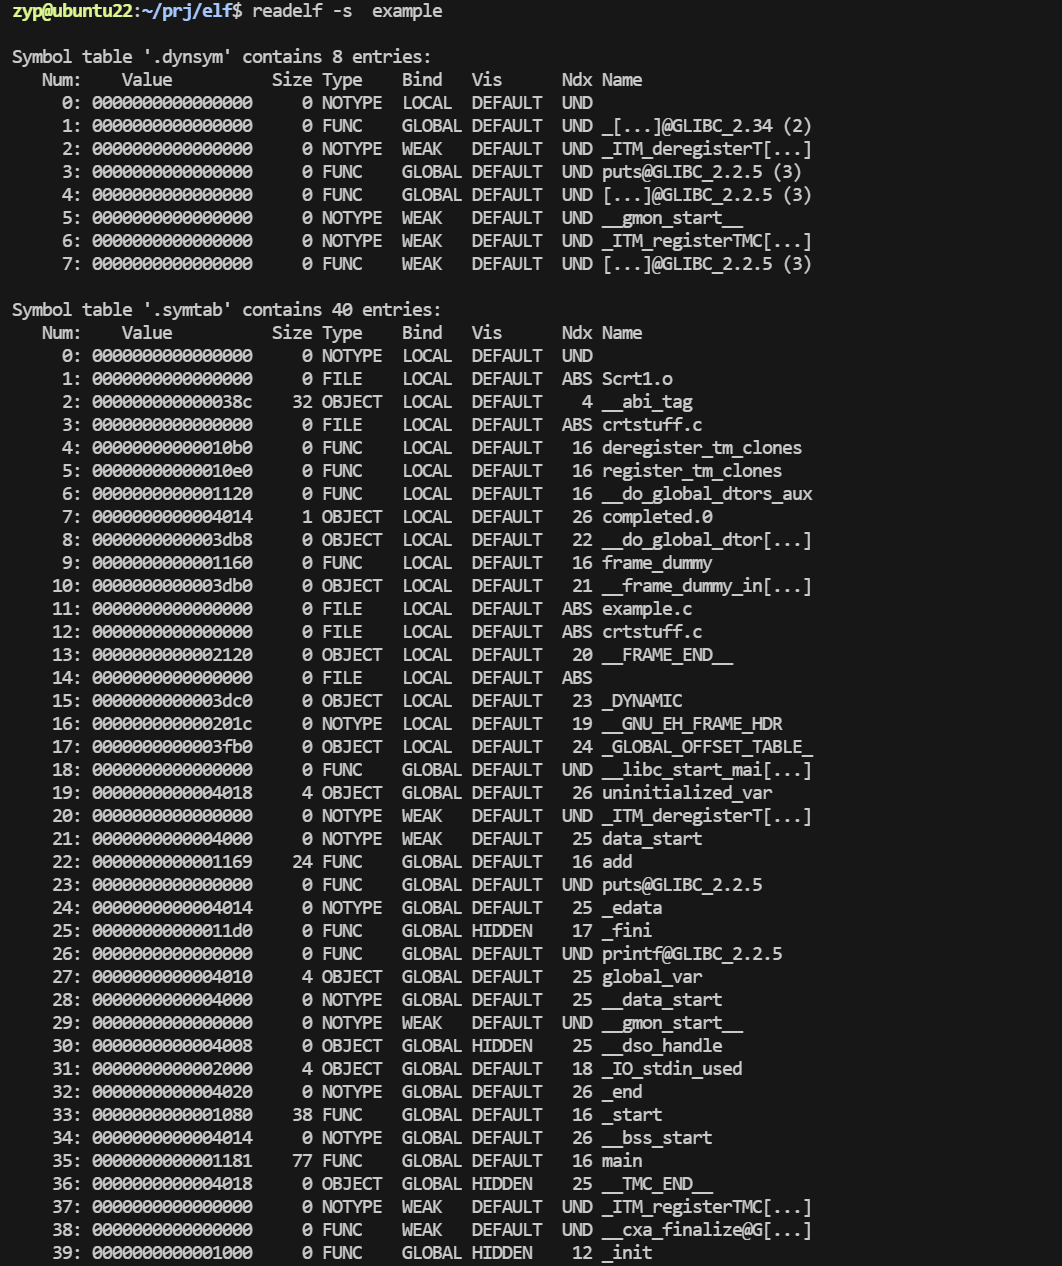 zyp@ubuntu22:~/prj/elf$ readelf -s  example
Symbol table '.dynsym' contains 8 entries:
   Num:    Value          Size Type    Bind   Vis      Ndx Name
     0: 0000000000000000     0 NOTYPE  LOCAL  DEFAULT  UND
     1: 0000000000000000     0 FUNC    GLOBAL DEFAULT  UND _[...]@GLIBC_2.34 (2)
     2: 0000000000000000     0 NOTYPE  WEAK   DEFAULT  UND _ITM_deregisterT[...]
     3: 0000000000000000     0 FUNC    GLOBAL DEFAULT  UND puts@GLIBC_2.2.5 (3)
     4: 0000000000000000     0 FUNC    GLOBAL DEFAULT  UND [...]@GLIBC_2.2.5 (3)
     5: 0000000000000000     0 NOTYPE  WEAK   DEFAULT  UND __gmon_start__
     6: 0000000000000000     0 NOTYPE  WEAK   DEFAULT  UND _ITM_registerTMC[...]
     7: 0000000000000000     0 FUNC    WEAK   DEFAULT  UND [...]@GLIBC_2.2.5 (3)
Symbol table '.symtab' contains 40 entries:
   Num:    Value          Size Type    Bind   Vis      Ndx Name
     0: 0000000000000000     0 NOTYPE  LOCAL  DEFAULT  UND
     1: 0000000000000000     0 FILE    LOCAL  DEFAULT  ABS Scrt1.o
     2: 000000000000038c    32 OBJECT  LOCAL  DEFAULT    4 __abi_tag
     3: 0000000000000000     0 FILE    LOCAL  DEFAULT  ABS crtstuff.c
     4: 00000000000010b0     0 FUNC    LOCAL  DEFAULT   16 deregister_tm_clones
     5: 00000000000010e0     0 FUNC    LOCAL  DEFAULT   16 register_tm_clones
     6: 0000000000001120     0 FUNC    LOCAL  DEFAULT   16 __do_global_dtors_aux
     7: 0000000000004014     1 OBJECT  LOCAL  DEFAULT   26 completed.0
     8: 0000000000003db8     0 OBJECT  LOCAL  DEFAULT   22 __do_global_dtor[...]
     9: 0000000000001160     0 FUNC    LOCAL  DEFAULT   16 frame_dummy
    10: 0000000000003db0     0 OBJECT  LOCAL  DEFAULT   21 __frame_dummy_in[...]
    11: 0000000000000000     0 FILE    LOCAL  DEFAULT  ABS example.c
    12: 0000000000000000     0 FILE    LOCAL  DEFAULT  ABS crtstuff.c
    13: 0000000000002120     0 OBJECT  LOCAL  DEFAULT   20 __FRAME_END__
    14: 0000000000000000     0 FILE    LOCAL  DEFAULT  ABS
    15: 0000000000003dc0     0 OBJECT  LOCAL  DEFAULT   23 _DYNAMIC
    16: 000000000000201c     0 NOTYPE  LOCAL  DEFAULT   19 __GNU_EH_FRAME_HDR
    17: 0000000000003fb0     0 OBJECT  LOCAL  DEFAULT   24 _GLOBAL_OFFSET_TABLE_
    18: 0000000000000000     0 FUNC    GLOBAL DEFAULT  UND __libc_start_mai[...]
    19: 0000000000004018     4 OBJECT  GLOBAL DEFAULT   26 uninitialized_var
    20: 0000000000000000     0 NOTYPE  WEAK   DEFAULT  UND _ITM_deregisterT[...]
    21: 0000000000004000     0 NOTYPE  WEAK   DEFAULT   25 data_start
    22: 0000000000001169    24 FUNC    GLOBAL DEFAULT   16 add
    23: 0000000000000000     0 FUNC    GLOBAL DEFAULT  UND puts@GLIBC_2.2.5
    24: 0000000000004014     0 NOTYPE  GLOBAL DEFAULT   25 _edata
    25: 00000000000011d0     0 FUNC    GLOBAL HIDDEN    17 _fini
    26: 0000000000000000     0 FUNC    GLOBAL DEFAULT  UND printf@GLIBC_2.2.5
    27: 0000000000004010     4 OBJECT  GLOBAL DEFAULT   25 global_var
    28: 0000000000004000     0 NOTYPE  GLOBAL DEFAULT   25 __data_start
    29: 0000000000000000     0 NOTYPE  WEAK   DEFAULT  UND __gmon_start__
    30: 0000000000004008     0 OBJECT  GLOBAL HIDDEN    25 __dso_handle
    31: 0000000000002000     4 OBJECT  GLOBAL DEFAULT   18 _IO_stdin_used
    32: 0000000000004020     0 NOTYPE  GLOBAL DEFAULT   26 _end
    33: 0000000000001080    38 FUNC    GLOBAL DEFAULT   16 _start
    34: 0000000000004014     0 NOTYPE  GLOBAL DEFAULT   26 __bss_start
    35: 0000000000001181    77 FUNC    GLOBAL DEFAULT   16 main
    36: 0000000000004018     0 OBJECT  GLOBAL HIDDEN    25 __TMC_END__
    37: 0000000000000000     0 NOTYPE  WEAK   DEFAULT  UND _ITM_registerTMC[...]
    38: 0000000000000000     0 FUNC    WEAK   DEFAULT  UND __cxa_finalize@G[...]
    39: 0000000000001000     0 FUNC    GLOBAL HIDDEN    12 _init